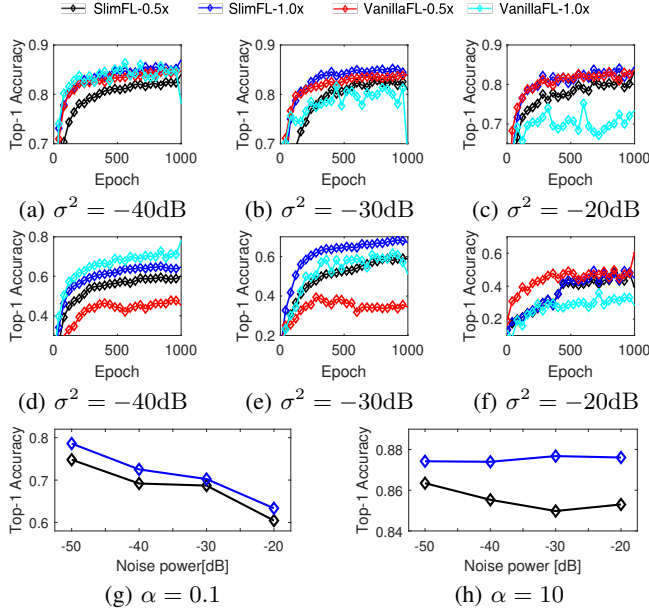 SlimFL-0.5x SlimFL-1.0x VanillaFL-0.5x VanillaFL-1.0x
Top-1 Accuracy 0.9 0.8 0.7 0 500 1000 Epoch
0.9 0.8 0.7 0 500 1000 Epoch
Top-1 Accuracy 0.9 0.8 0.7 0 500 1000 Epoch
(a) σ² = −40dB (b) σ² = −30dB (c) σ² = −20dB
Top-1 Accuracy 0.8 0.6 0.4 0 500 1000 Epoch
Top-1 Accuracy 0.6 0.4 0.2 0 500 1000 Epoch
Top-1 Accuracy 0.8 0.6 0.4 0.2 0 500 1000 Epoch
(d) σ² = −40dB (e) σ² = −30dB (f) σ² = −20dB
Top-1 Accuracy 0.8 0.7 0.6 -50 -40 -30 -20 Noise power[dB]
Top-1 Accuracy 0.88 0.86 0.84 -50 -40 -30 -20 Noise power [dB]
(g) α = 0.1 (h) α = 10